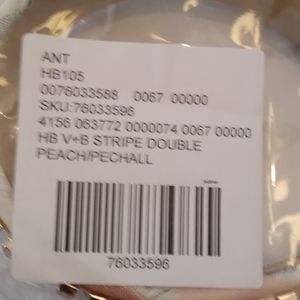 ANT
HB105
0076033588 0067 00000
SKU:76033596
4156 063772 0000074 0067 00000
HB V+B STRIPE DOUBLE
PEACH/PECHALL
76033596